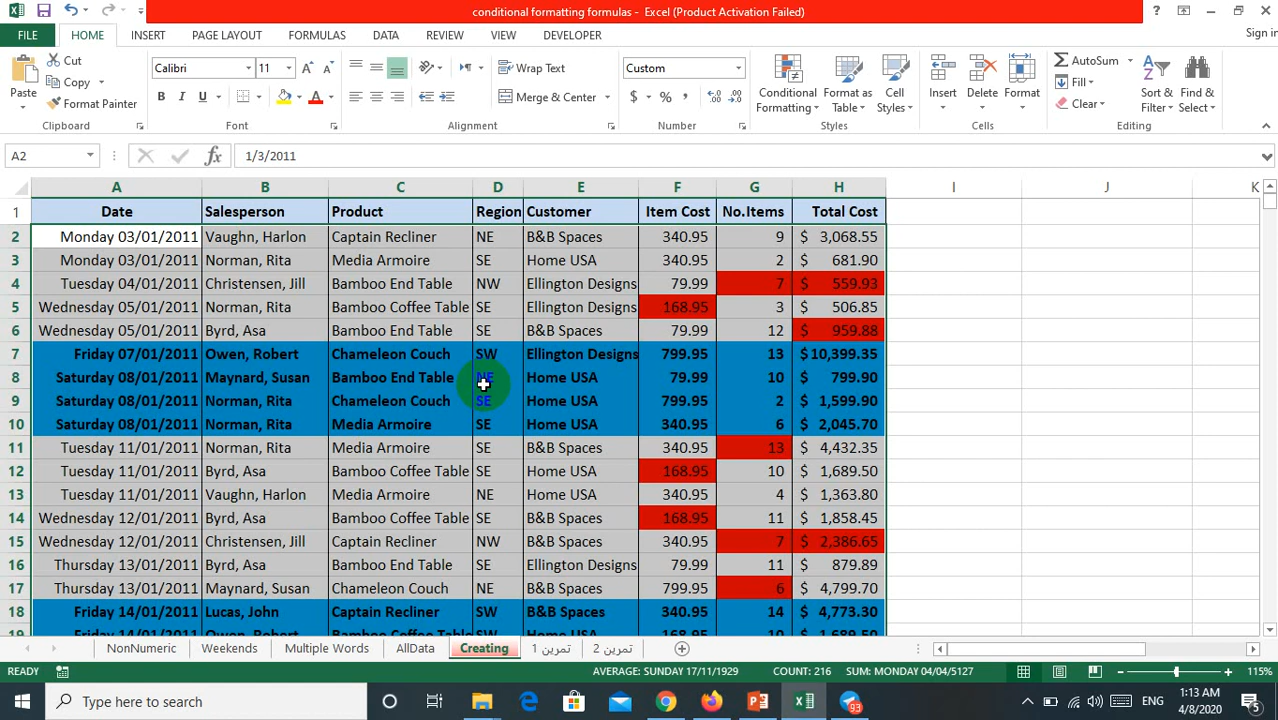 conditional formatting formulas - Excel (Product Activation Failed)
FILE HOME INSERT PAGE LAYOUT FORMULAS DATA REVIEW VIEW DEVELOPER Sign in
Paste Cut Copy Format Painter Clipboard
Calibri 11 B I U Font
Wrap Text Merge & Center Alignment
Custom $ % , Number
Conditional Formatting Format as Table Cell Styles Styles
Insert Delete Format Cells
AutoSum Fill Clear Sort & Filter Find & Select Editing
A2 fx 1/3/2011
A B C D E F G H I J K
1 Date Salesperson Product Region Customer Item Cost No.Items Total Cost
2 Monday 03/01/2011 Vaughn, Harlon Captain Recliner NE B&B Spaces 340.95 9 $ 3,068.55
3 Monday 03/01/2011 Norman, Rita Media Armoire SE Home USA 340.95 2 $ 681.90
4 Tuesday 04/01/2011 Christensen, Jill Bamboo End Table NW Ellington Designs 79.99 7 $ 559.93
5 Wednesday 05/01/2011 Norman, Rita Bamboo Coffee Table SE Ellington Designs 168.95 3 $ 506.85
6 Wednesday 05/01/2011 Byrd, Asa Bamboo End Table SE B&B Spaces 79.99 12 $ 959.88
7 Friday 07/01/2011 Owen, Robert Chameleon Couch SW Ellington Designs 799.95 13 $10,399.35
8 Saturday 08/01/2011 Maynard, Susan Bamboo End Table NE Home USA 79.99 10 $ 799.90
9 Saturday 08/01/2011 Norman, Rita Chameleon Couch SE Home USA 799.95 2 $ 1,599.90
10 Saturday 08/01/2011 Norman, Rita Media Armoire SE Home USA 340.95 6 $ 2,045.70
11 Tuesday 11/01/2011 Norman, Rita Media Armoire SE B&B Spaces 340.95 13 $ 4,432.35
12 Tuesday 11/01/2011 Byrd, Asa Bamboo Coffee Table SE Home USA 168.95 10 $ 1,689.50
13 Tuesday 11/01/2011 Vaughn, Harlon Media Armoire NE Home USA 340.95 4 $ 1,363.80
14 Wednesday 12/01/2011 Byrd, Asa Bamboo Coffee Table SE B&B Spaces 168.95 11 $ 1,858.45
15 Wednesday 12/01/2011 Christensen, Jill Captain Recliner NW B&B Spaces 340.95 7 $ 2,386.65
16 Thursday 13/01/2011 Byrd, Asa Bamboo End Table SE Ellington Designs 79.99 11 $ 879.89
17 Thursday 13/01/2011 Maynard, Susan Chameleon Couch NE B&B Spaces 799.95 6 $ 4,799.70
18 Friday 14/01/2011 Lucas, John Captain Recliner SW B&B Spaces 340.95 14 $ 4,773.30
19 Friday 14/01/2011 Owen, Robert Bamboo Coffee Table SW B&B Spaces 168.95 10 $ 1,689.50
NonNumeric Weekends Multiple Words AllData Creating تمرين 1 تمرين 2
READY AVERAGE: SUNDAY 17/11/1929 COUNT: 216 SUM: MONDAY 04/04/5127 115%
Type here to search 93 ENG 1:13 AM 4/8/2020 5